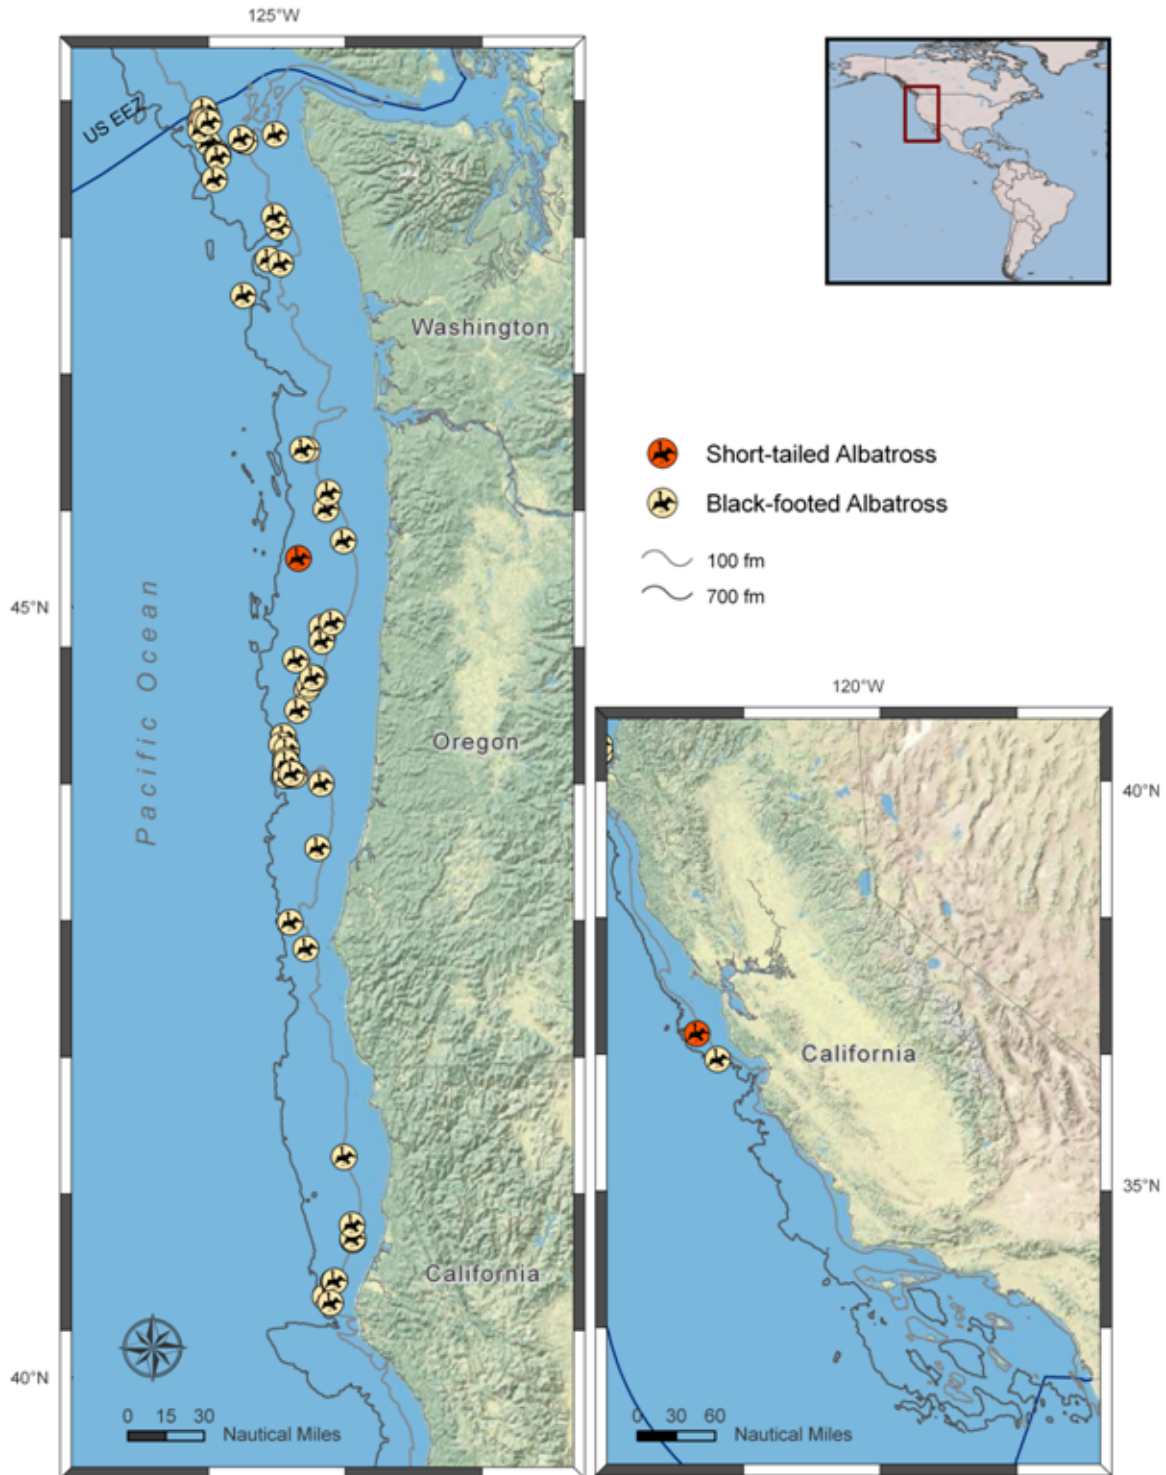 125°W
US EEZ
Washington
Short-tailed Albatross
Black-footed Albatross
100 fm
700 fm
45°N
Pacific Ocean
120°W
Oregon
40°N
California
35°N
California
40°N
0 15 30 Nautical Miles
0 30 60
Nautical Miles